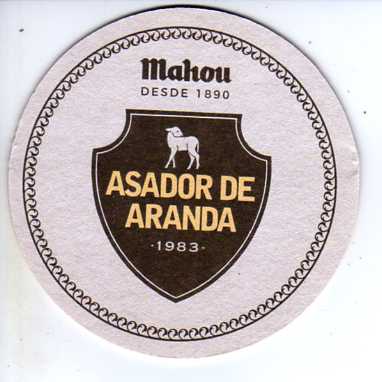 Mahou
DESDE 1890
ASADOR DE
ARANDA
·1983·